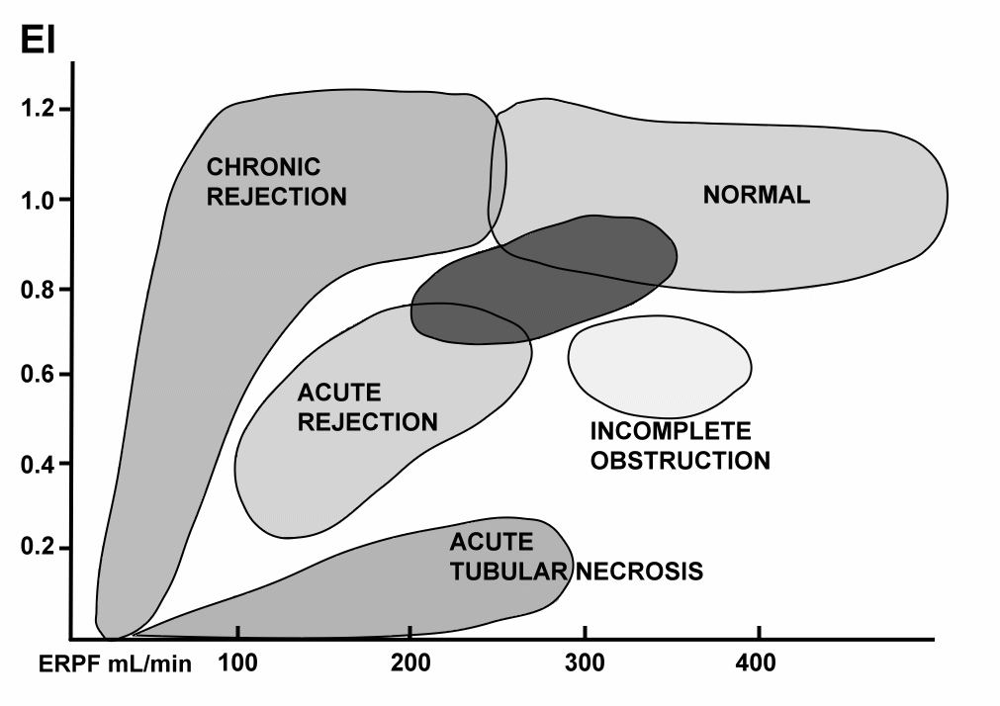 EI
1.2
CHRONIC
REJECTION
1.0
NORMAL
0.8
0.6
ACUTE
REJECTION
INCOMPLETE
OBSTRUCTION
0.4
0.2
ACUTE
TUBULAR NECROSIS
ERPF mL/min 100 200 300 400